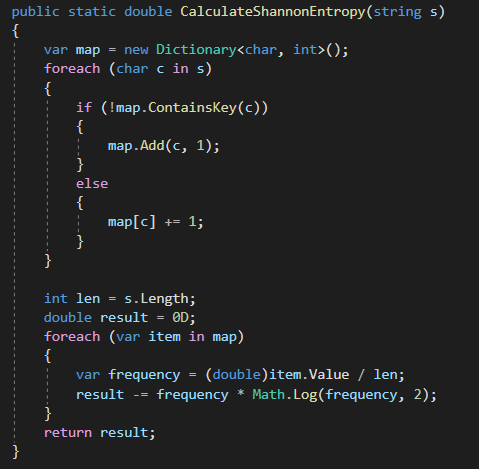 public static double CalculateShannonEntropy(string s)
{
    var map = new Dictionary<char, int>();
    foreach (char c in s)
    {
        if (!map.ContainsKey(c))
        {
            map.Add(c, 1);
        }
        else
        {
            map[c] += 1;
        }
    }

    int len = s.Length;
    double result = 0D;
    foreach (var item in map)
    {
        var frequency = (double)item.Value / len;
        result -= frequency * Math.Log(frequency, 2);
    }
    return result;
}